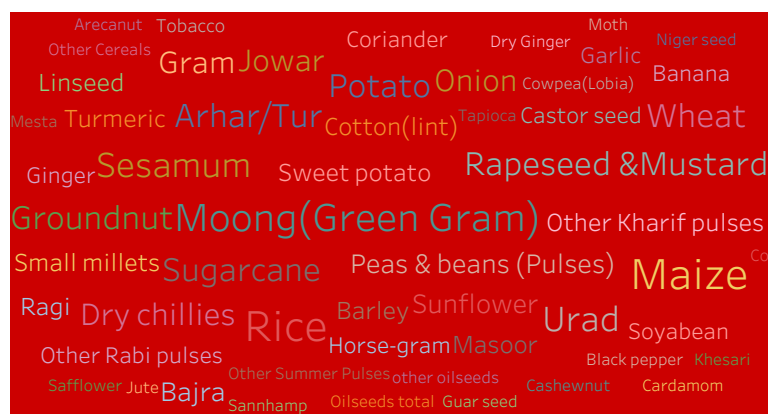 Arecanut Tobacco
Moth
Coriander Dry Ginger Niger seed
Other Cereals
Gram Jowar Garlic
Linseed Potato Onion Cowpea(Lobia) Banana
Mesta Turmeric Arhar/Tur Cotton(lint) Tapioca Castor seed Wheat
Ginger Sesamum Sweet potato Rapeseed &Mustard
Groundnut Moong(Green Gram) Other Kharif pulses
Small millets Sugarcane Peas & beans (Pulses) Maize Co
Ragi Dry chillies Rice Barley Sunflower Urad Soyabean
Other Rabi pulses Horse-gram Masoor Black pepper Khesari
Safflower Jute Bajra Other Summer Pulses other oilseeds Cashewnut Cardamom
Sannhamp Oilseeds total Guar seed